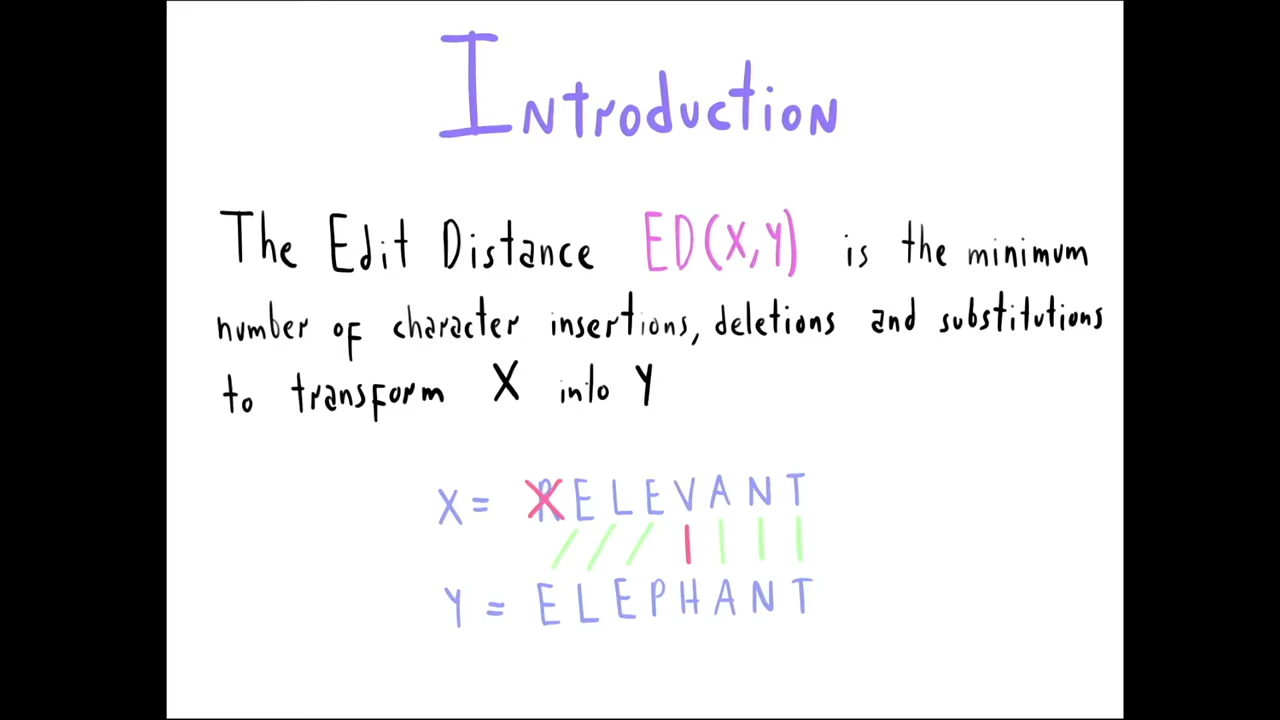 Introduction
The Edit Distance ED(X,Y) is the minimum
number of character insertions, deletions and substitutions
to transform X into Y
X = RELEVANT
Y = ELEPHANT